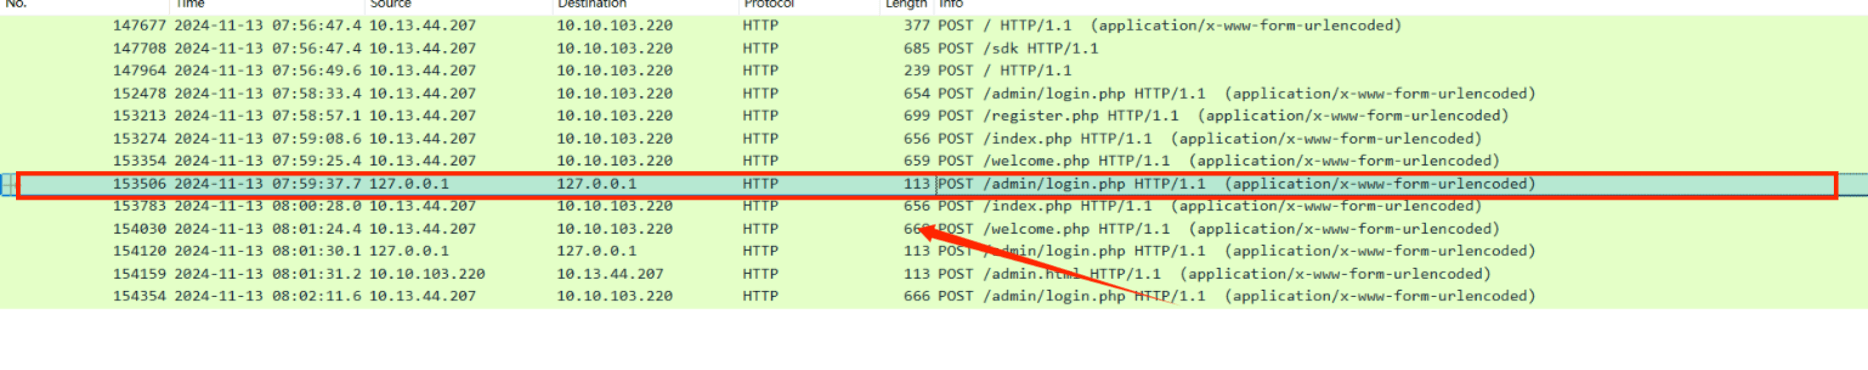 No. Time Source Destination Protocol Length Info
147677 2024-11-13 07:56:47.4 10.13.44.207 10.10.103.220 HTTP 377 POST / HTTP/1.1 (application/x-www-form-urlencoded)
147708 2024-11-13 07:56:47.4 10.13.44.207 10.10.103.220 HTTP 685 POST /sdk HTTP/1.1
147964 2024-11-13 07:56:49.6 10.13.44.207 10.10.103.220 HTTP 239 POST / HTTP/1.1
152478 2024-11-13 07:58:33.4 10.13.44.207 10.10.103.220 HTTP 654 POST /admin/login.php HTTP/1.1 (application/x-www-form-urlencoded)
153213 2024-11-13 07:58:57.1 10.13.44.207 10.10.103.220 HTTP 699 POST /register.php HTTP/1.1 (application/x-www-form-urlencoded)
153274 2024-11-13 07:59:08.6 10.13.44.207 10.10.103.220 HTTP 656 POST /index.php HTTP/1.1 (application/x-www-form-urlencoded)
153354 2024-11-13 07:59:25.4 10.13.44.207 10.10.103.220 HTTP 659 POST /welcome.php HTTP/1.1 (application/x-www-form-urlencoded)
153506 2024-11-13 07:59:37.7 127.0.0.1 127.0.0.1 HTTP 113 POST /admin/login.php HTTP/1.1 (application/x-www-form-urlencoded)
153783 2024-11-13 08:00:28.0 10.13.44.207 10.10.103.220 HTTP 656 POST /index.php HTTP/1.1 (application/x-www-form-urlencoded)
154030 2024-11-13 08:01:24.4 10.13.44.207 10.10.103.220 HTTP POST /welcome.php HTTP/1.1 (application/x-www-form-urlencoded)
154120 2024-11-13 08:01:30.1 127.0.0.1 127.0.0.1 HTTP 113 POST /admin/login.php HTTP/1.1 (application/x-www-form-urlencoded)
154159 2024-11-13 08:01:31.2 10.10.103.220 10.13.44.207 HTTP 113 POST /admin.html HTTP/1.1 (application/x-www-form-urlencoded)
154354 2024-11-13 08:02:11.6 10.13.44.207 10.10.103.220 HTTP 666 POST /admin/login.php HTTP/1.1 (application/x-www-form-urlencoded)